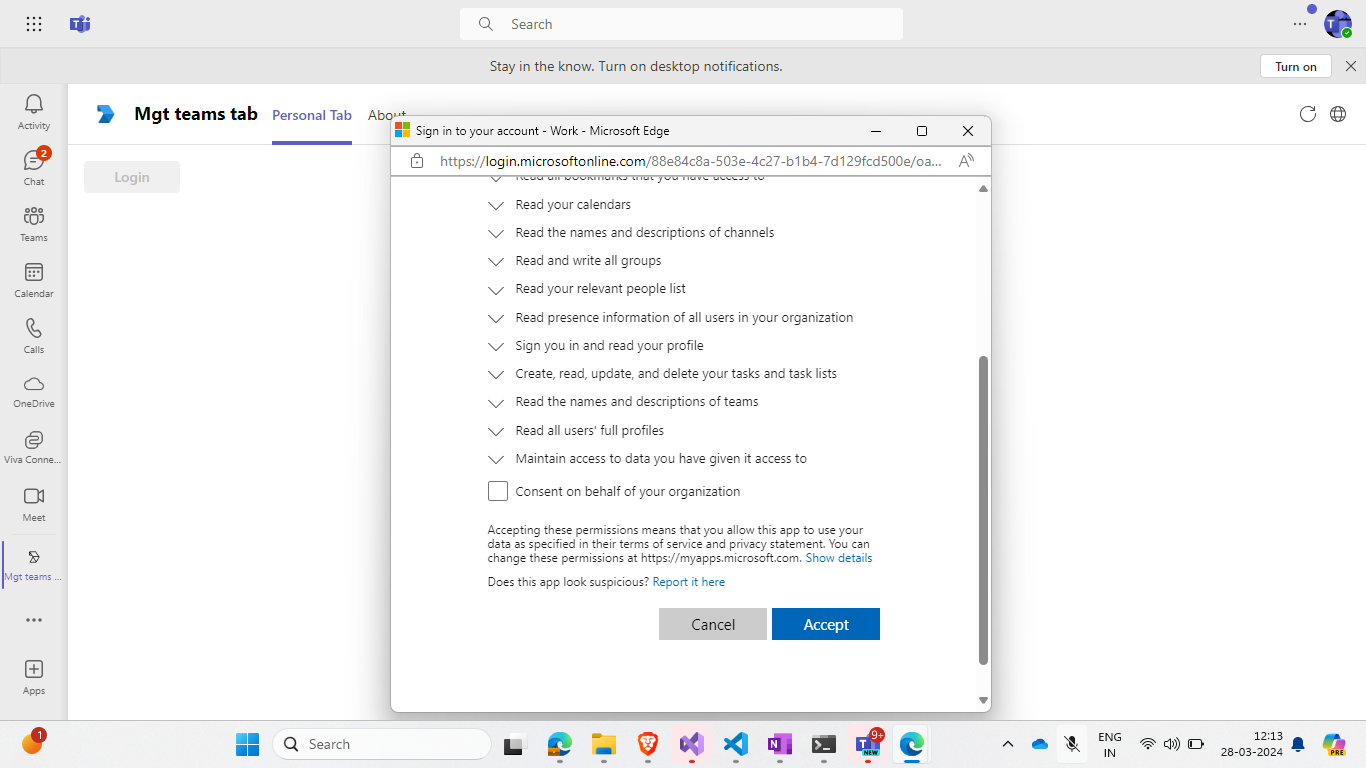 Search
Stay in the know. Turn on desktop notifications.
Turn on
Activity
2
Chat
Teams
Calendar
Calls
OneDrive
Viva Conne...
Meet
Mgt teams ...
Apps
Mgt teams tab
Personal Tab
About
Login
Sign in to your account - Work - Microsoft Edge
https://login.microsoftonline.com/88e84c8a-503e-4c27-b1b4-7d129fcd500e/oa...
Read all bookmarks that you have access to
Read your calendars
Read the names and descriptions of channels
Read and write all groups
Read your relevant people list
Read presence information of all users in your organization
Sign you in and read your profile
Create, read, update, and delete your tasks and task lists
Read the names and descriptions of teams
Read all users' full profiles
Maintain access to data you have given it access to
Consent on behalf of your organization
Accepting these permissions means that you allow this app to use your
data as specified in their terms of service and privacy statement. You can
change these permissions at https://myapps.microsoft.com. Show details
Does this app look suspicious? Report it here
Cancel
Accept
1
Search
9+
NEW
ENG
IN
12:13
28-03-2024
PRE